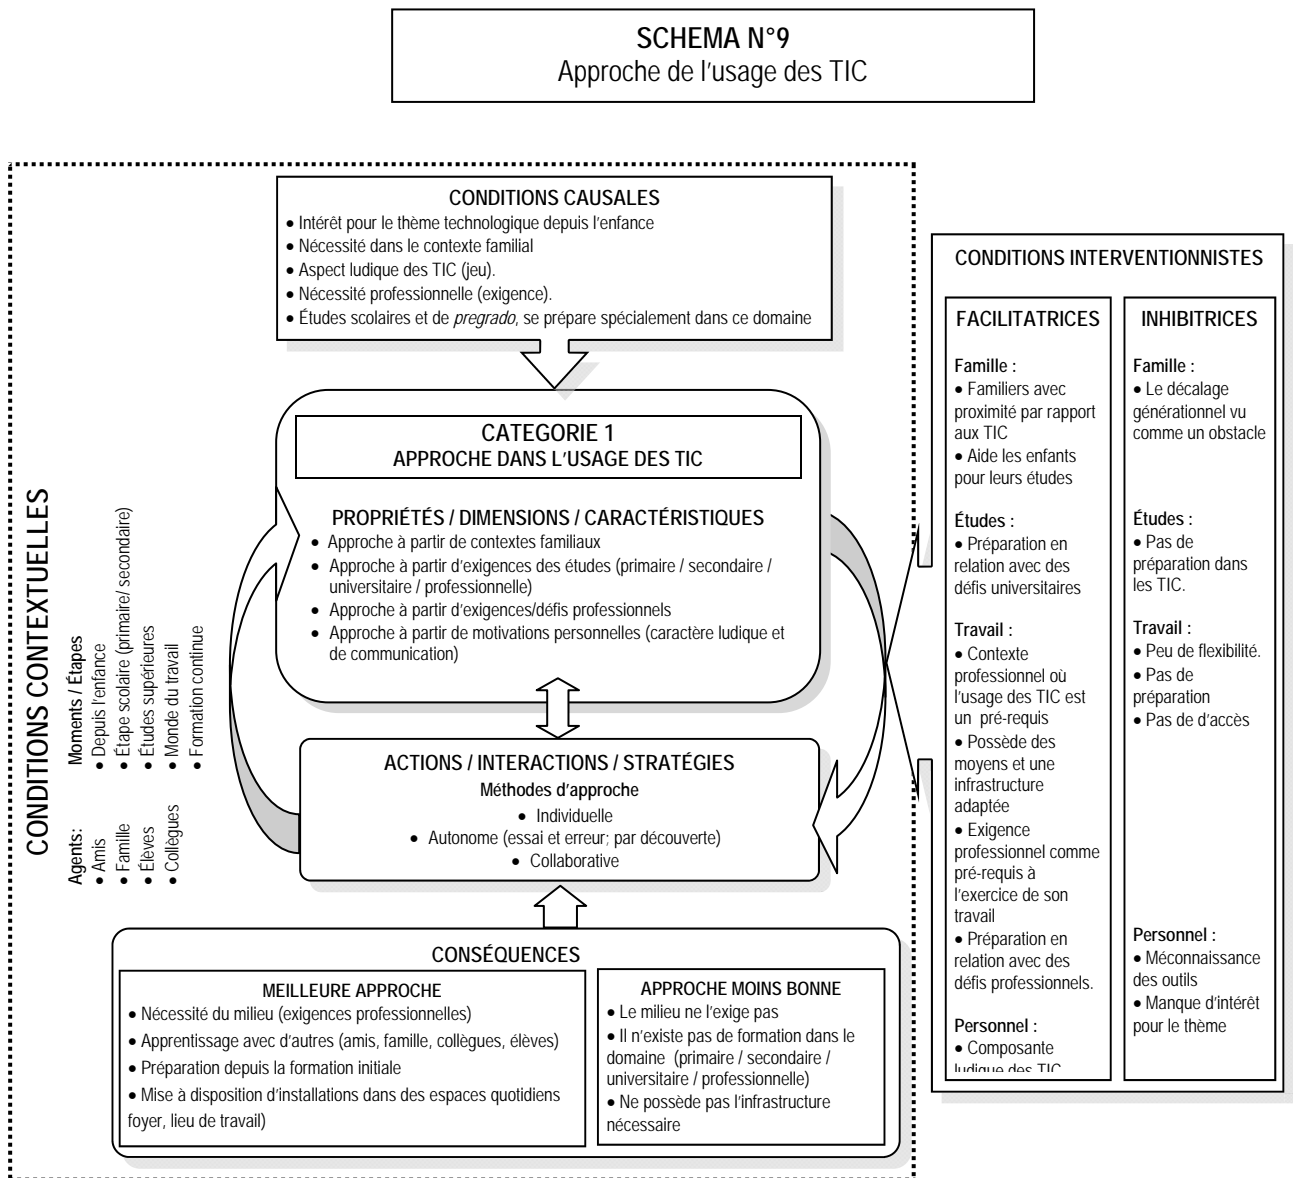 SCHEMA N°9
Approche de l'usage des TIC
CONDITIONS CAUSALES
• Intérêt pour le thème technologique depuis l'enfance
• Nécessité dans le contexte familial
• Aspect ludique des TIC (jeu).
• Nécessité professionnelle (exigence).
• Études scolaires et de pregrado, se prépare spécialement dans ce domaine
CATEGORIE 1
APPROCHE DANS L'USAGE DES TIC
PROPRIÉTÉS / DIMENSIONS / CARACTÉRISTIQUES
• Approche à partir de contextes familiaux
• Approche à partir d'exigences des études (primaire / secondaire /
universitaire / professionnelle)
• Approche à partir d'exigences/défis professionnels
• Approche à partir de motivations personnelles (caractère ludique et
de communication)
ACTIONS / INTERACTIONS / STRATÉGIES
Méthodes d'approche
• Individuelle
• Autonome (essai et erreur; par découverte)
• Collaborative
CONSÉQUENCES
MEILLEURE APPROCHE
• Nécessité du milieu (exigences professionnelles)
• Apprentissage avec d'autres (amis, famille, collègues, élèves)
• Préparation depuis la formation initiale
• Mise à disposition d'installations dans des espaces quotidiens
foyer, lieu de travail)
APPROCHE MOINS BONNE
• Le milieu ne l'exige pas
• Il n'existe pas de formation dans le
domaine (primaire / secondaire /
universitaire / professionnelle)
• Ne possède pas l'infrastructure
nécessaire
CONDITIONS CONTEXTUELLES
Moments / Étapes
• Depuis l'enfance
• Étape scolaire (primaire/ secondaire)
• Études supérieures
• Monde du travail
• Formation continue
Agents:
• Amis
• Famille
• Élèves
• Collègues
CONDITIONS INTERVENTIONNISTES
FACILITATRICES
Famille :
• Familiers avec
proximité par rapport
aux TIC
• Aide les enfants
pour leurs études
Études :
• Préparation en
relation avec des
défis universitaires
Travail :
• Contexte
professionnel où
l'usage des TIC est
un pré-requis
• Possède des
moyens et une
infrastructure
adaptée
• Exigence
professionnel comme
pré-requis à
l'exercice de son
travail
• Préparation en
relation avec des
défis professionnels.
Personnel :
• Composante
ludique des TIC
INHIBITRICES
Famille :
• Le décalage
générationnel vu
comme un obstacle
Études :
• Pas de
préparation dans
les TIC.
Travail :
• Peu de flexibilité.
• Pas de
préparation
• Pas de d'accès
Personnel :
• Méconnaissance
des outils
• Manque d'intérêt
pour le thème